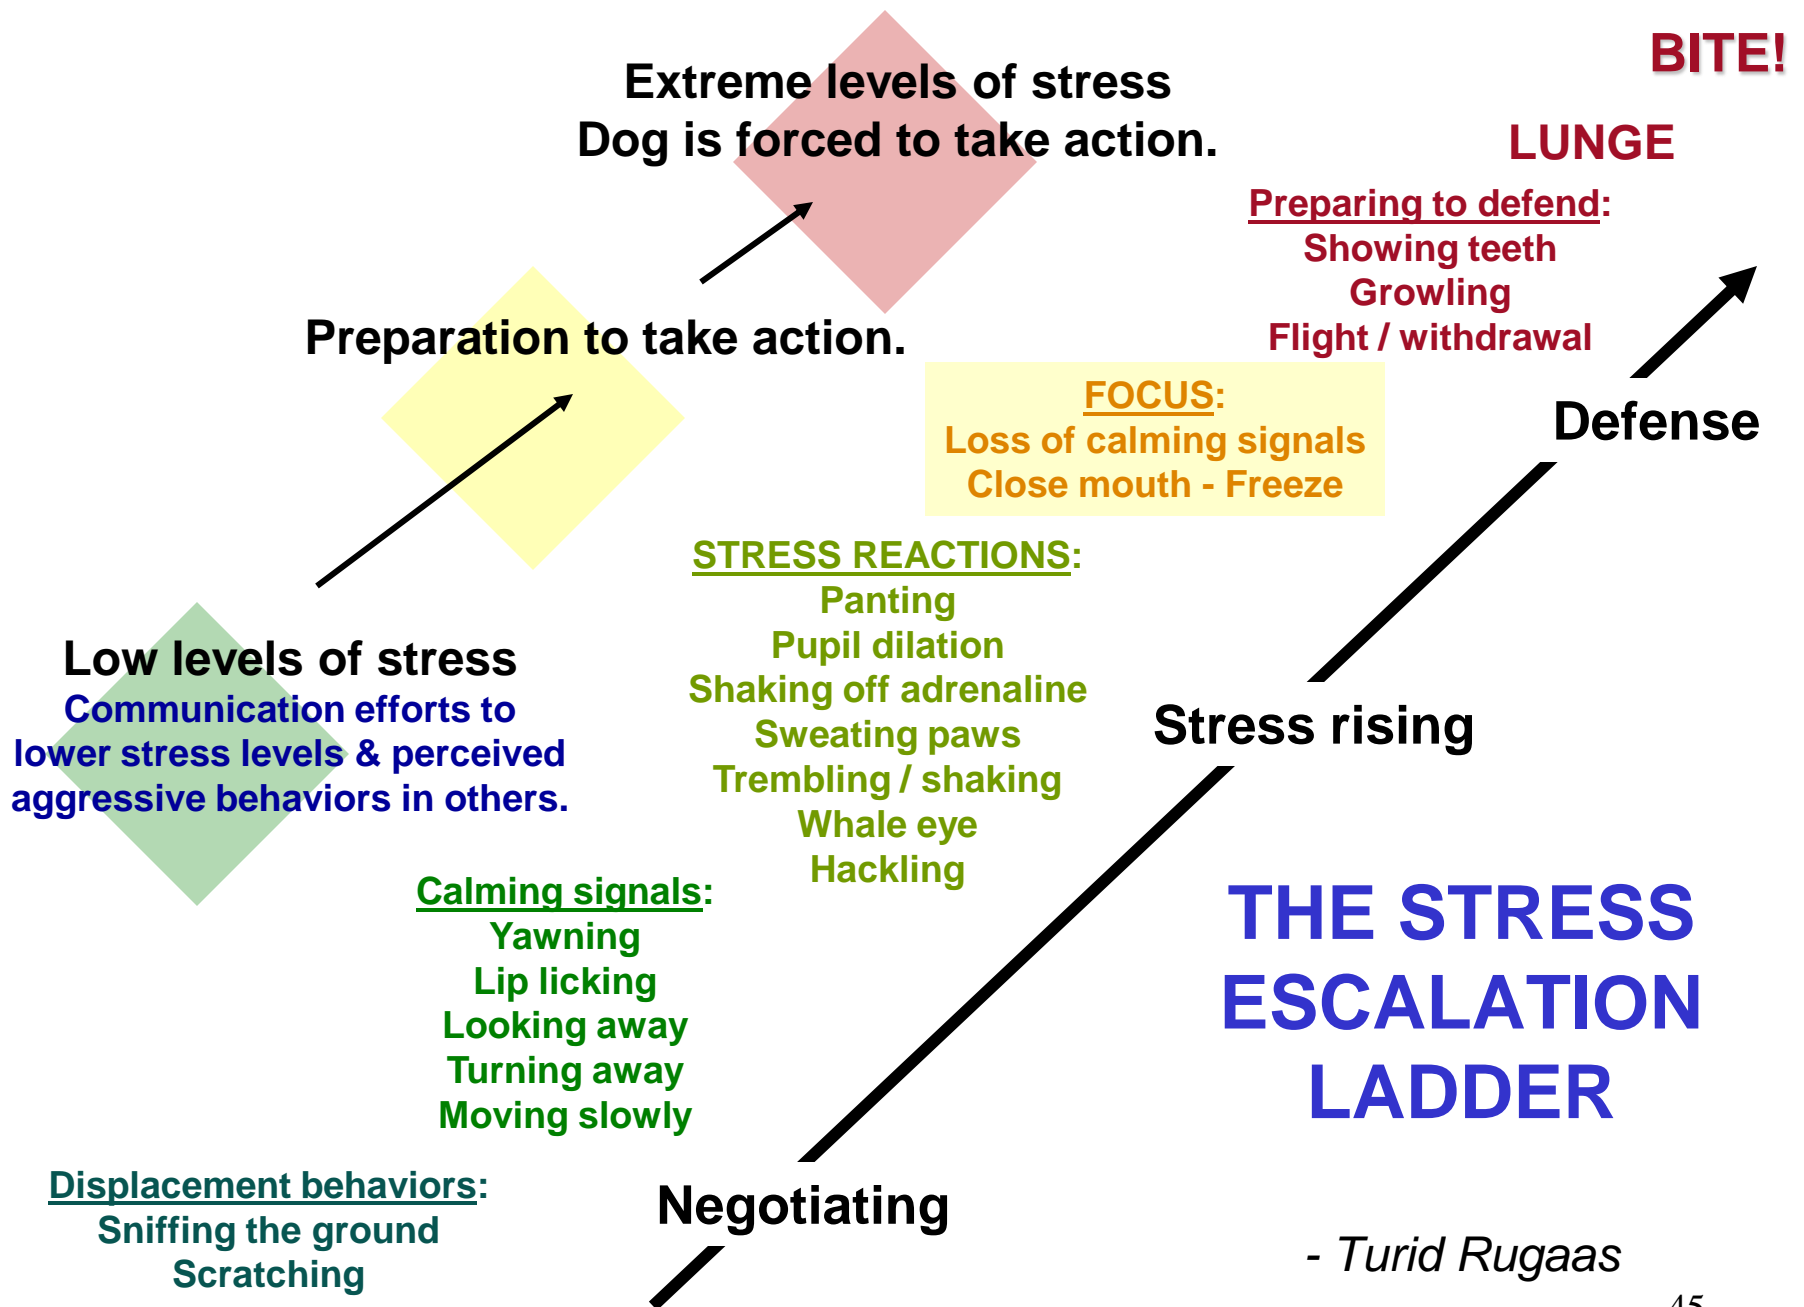 BITE!
Extreme levels of stress
Dog is forced to take action.
LUNGE
Preparing to defend:
Showing teeth
Growling
Flight / withdrawal
Preparation to take action.
FOCUS:
Loss of calming signals
Close mouth - Freeze
Defense
STRESS REACTIONS:
Panting
Pupil dilation
Shaking off adrenaline
Sweating paws
Trembling / shaking
Whale eye
Hackling
Low levels of stress
Communication efforts to
lower stress levels & perceived
aggressive behaviors in others.
Stress rising
Calming signals:
Yawning
Lip licking
Looking away
Turning away
Moving slowly
THE STRESS
ESCALATION
LADDER
Displacement behaviors:
Sniffing the ground
Scratching
Negotiating
- Turid Rugaas
45